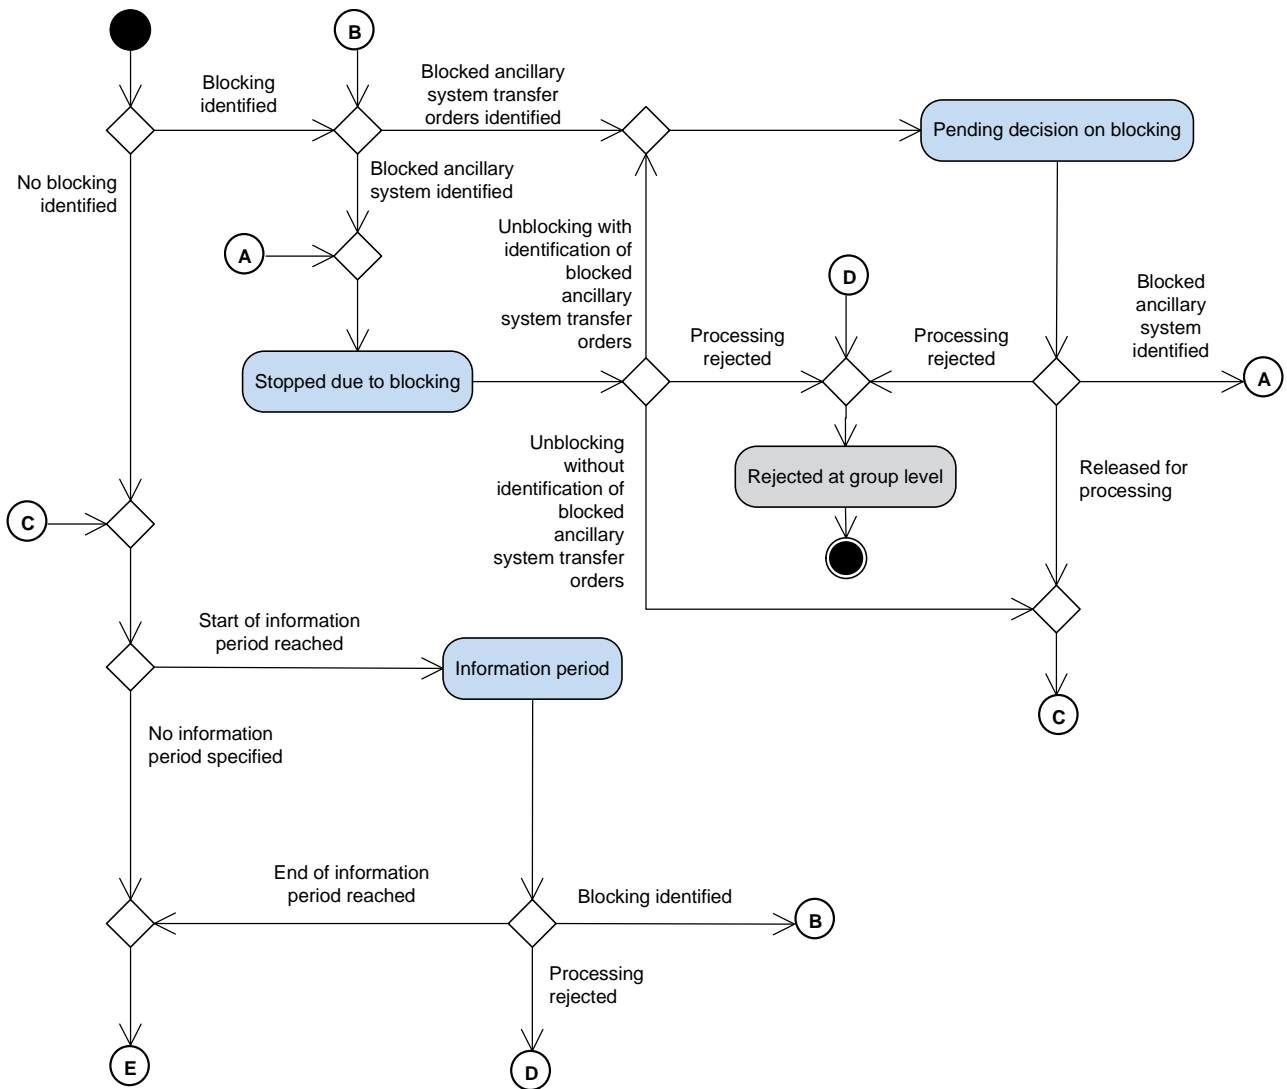 B
Blocking
identified
Blocked ancillary
system transfer
orders identified
Pending decision on blocking
No blocking
identified
Blocked ancillary
system identified
A
Unblocking with
identification of
blocked
ancillary
system transfer
orders
D
Blocked
ancillary
system
identified
Processing
rejected
Processing
rejected
Stopped due to blocking
A
Unblocking
without
identification of
blocked
ancillary
system transfer
orders
Rejected at group level
Released for
processing
C
Start of information
period reached
Information period
C
No information
period specified
End of information
period reached
Blocking identified
B
Processing
rejected
E
D